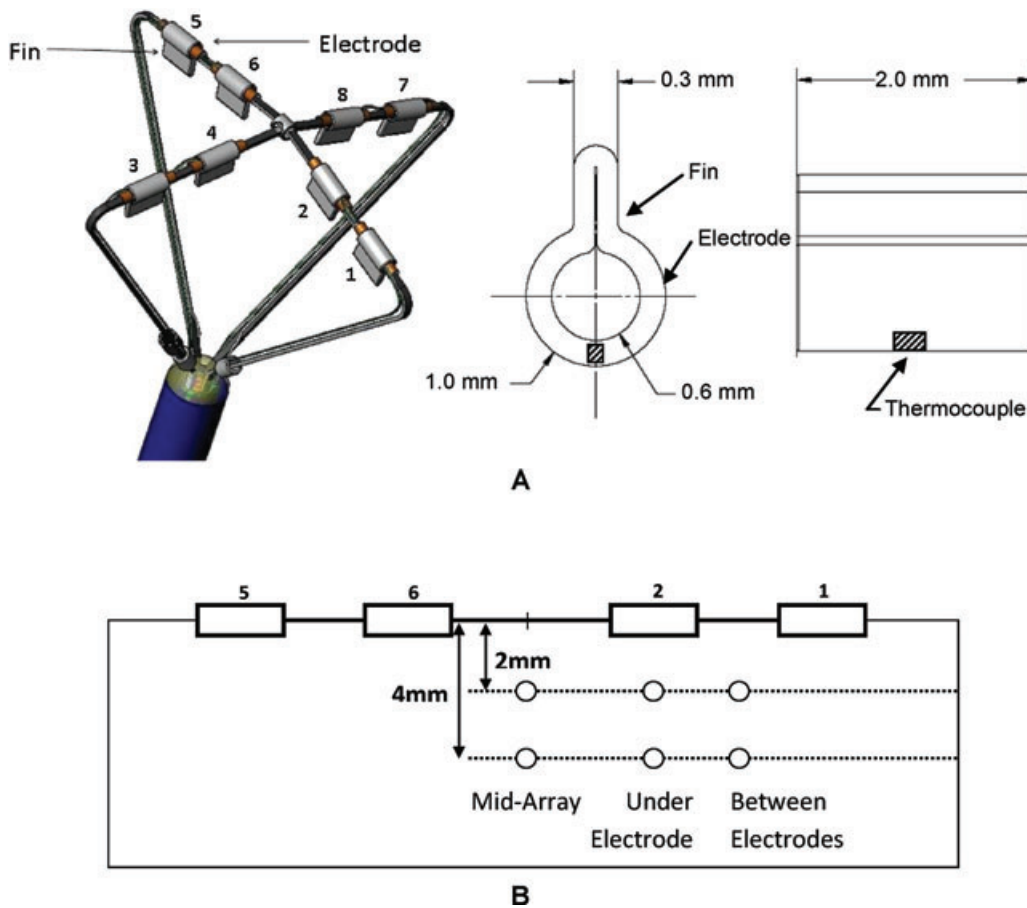 5
Fin
Electrode
6
8
7
4
3
2
1
0.3 mm
2.0 mm
Fin
Electrode
1.0 mm
0.6 mm
Thermocouple
A
5
6
2
1
2mm
4mm
Mid-Array
Under
Between
Electrode
Electrodes
B